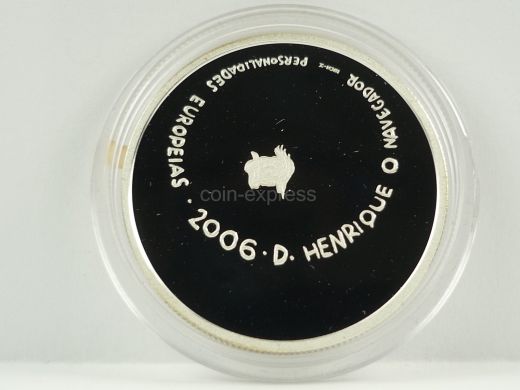 PERSONALIDADES EUROPEIAS · 2006 · D. HENRIQUE O NAVEGADOR
coin-express